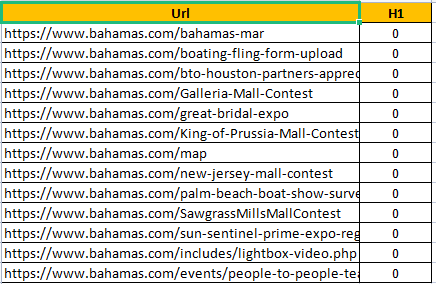 Url H1
https://www.bahamas.com/bahamas-mar 0
https://www.bahamas.com/boating-fling-form-upload 0
https://www.bahamas.com/bto-houston-partners-apprec 0
https://www.bahamas.com/Galleria-Mall-Contest 0
https://www.bahamas.com/great-bridal-expo 0
https://www.bahamas.com/King-of-Prussia-Mall-Contest 0
https://www.bahamas.com/map 0
https://www.bahamas.com/new-jersey-mall-contest 0
https://www.bahamas.com/palm-beach-boat-show-surve 0
https://www.bahamas.com/SawgrassMillsMallContest 0
https://www.bahamas.com/sun-sentinel-prime-expo-reg 0
https://www.bahamas.com/includes/lightbox-video.php 0
https://www.bahamas.com/events/people-to-people-tea 0